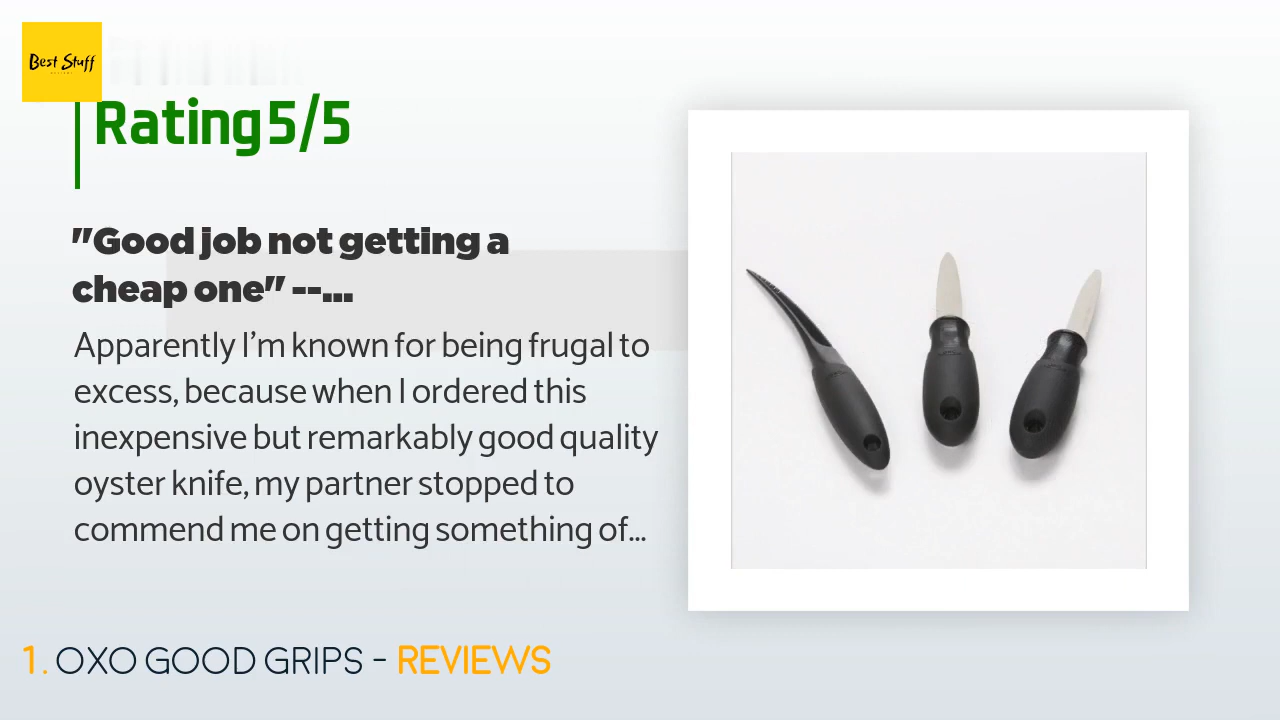 Best Stuff
Rating 5/5
"Good job not getting a
cheap one" --...
Apparently I'm known for being frugal to
excess, because when I ordered this
inexpensive but remarkably good quality
oyster knife, my partner stopped to
commend me on getting something of...
1. OXO GOOD GRIPS - REVIEWS